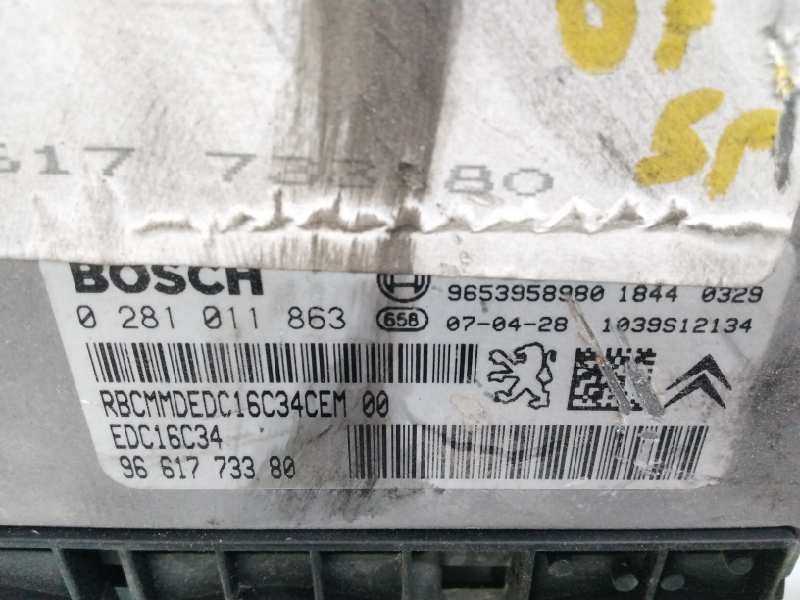 617 733 80
BOSCH
0 281 011 863
658
9653958980 1844 0329
07-04-28 1039S12134
RBCMMDEDC16C34CEM 00
EDC16C34
96 617 733 80